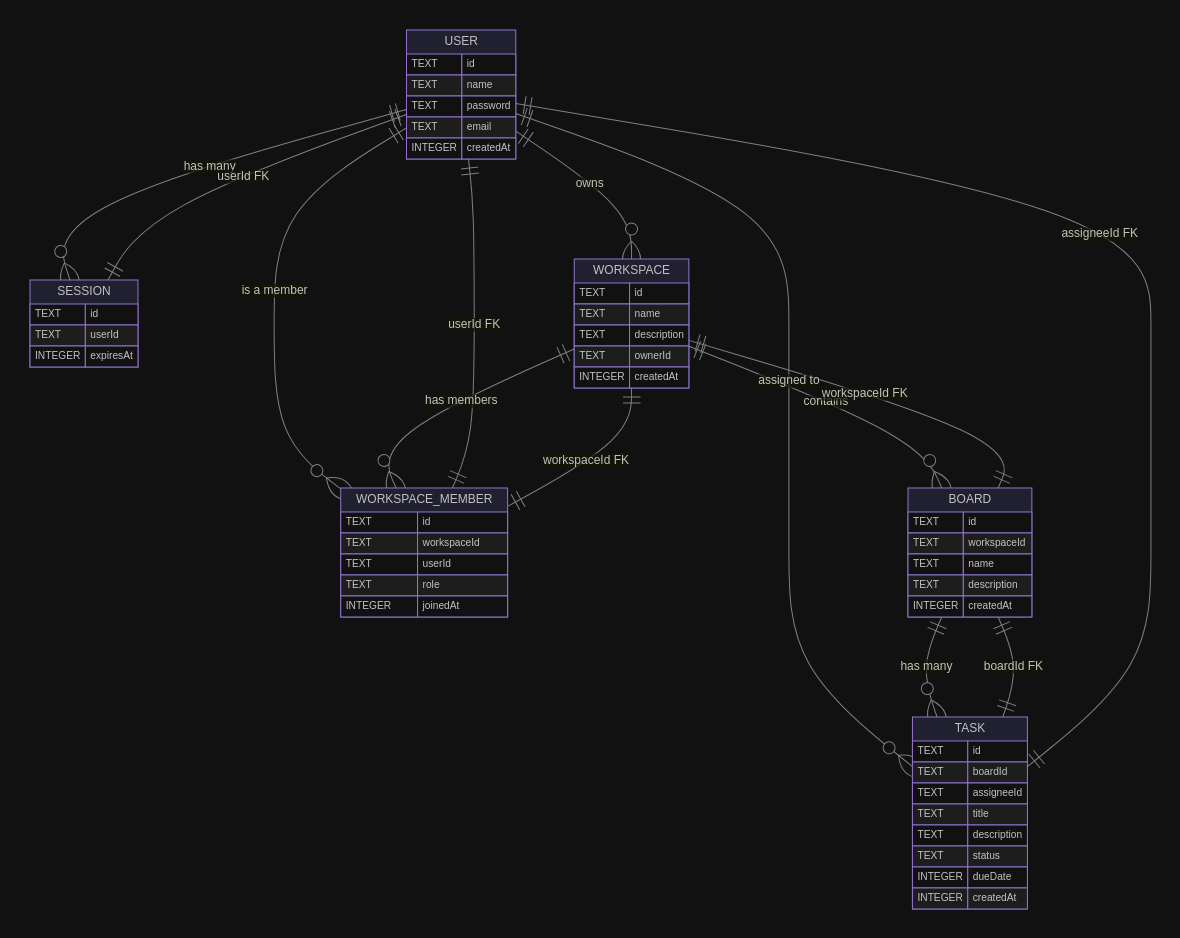 USER
TEXT id
TEXT name
TEXT password
TEXT email
INTEGER createdAt
has many
userId FK
owns
assigneeId FK
WORKSPACE
TEXT id
TEXT name
TEXT description
TEXT ownerId
INTEGER createdAt
SESSION
TEXT id
TEXT userId
INTEGER expiresAt
is a member
userId FK
has members
assigned to
workspaceId FK
contains
workspaceId FK
WORKSPACE_MEMBER
TEXT id
TEXT workspaceId
TEXT userId
TEXT role
INTEGER joinedAt
BOARD
TEXT id
TEXT workspaceId
TEXT name
TEXT description
INTEGER createdAt
has many
boardId FK
TASK
TEXT id
TEXT boardId
TEXT assigneeId
TEXT title
TEXT description
TEXT status
INTEGER dueDate
INTEGER createdAt